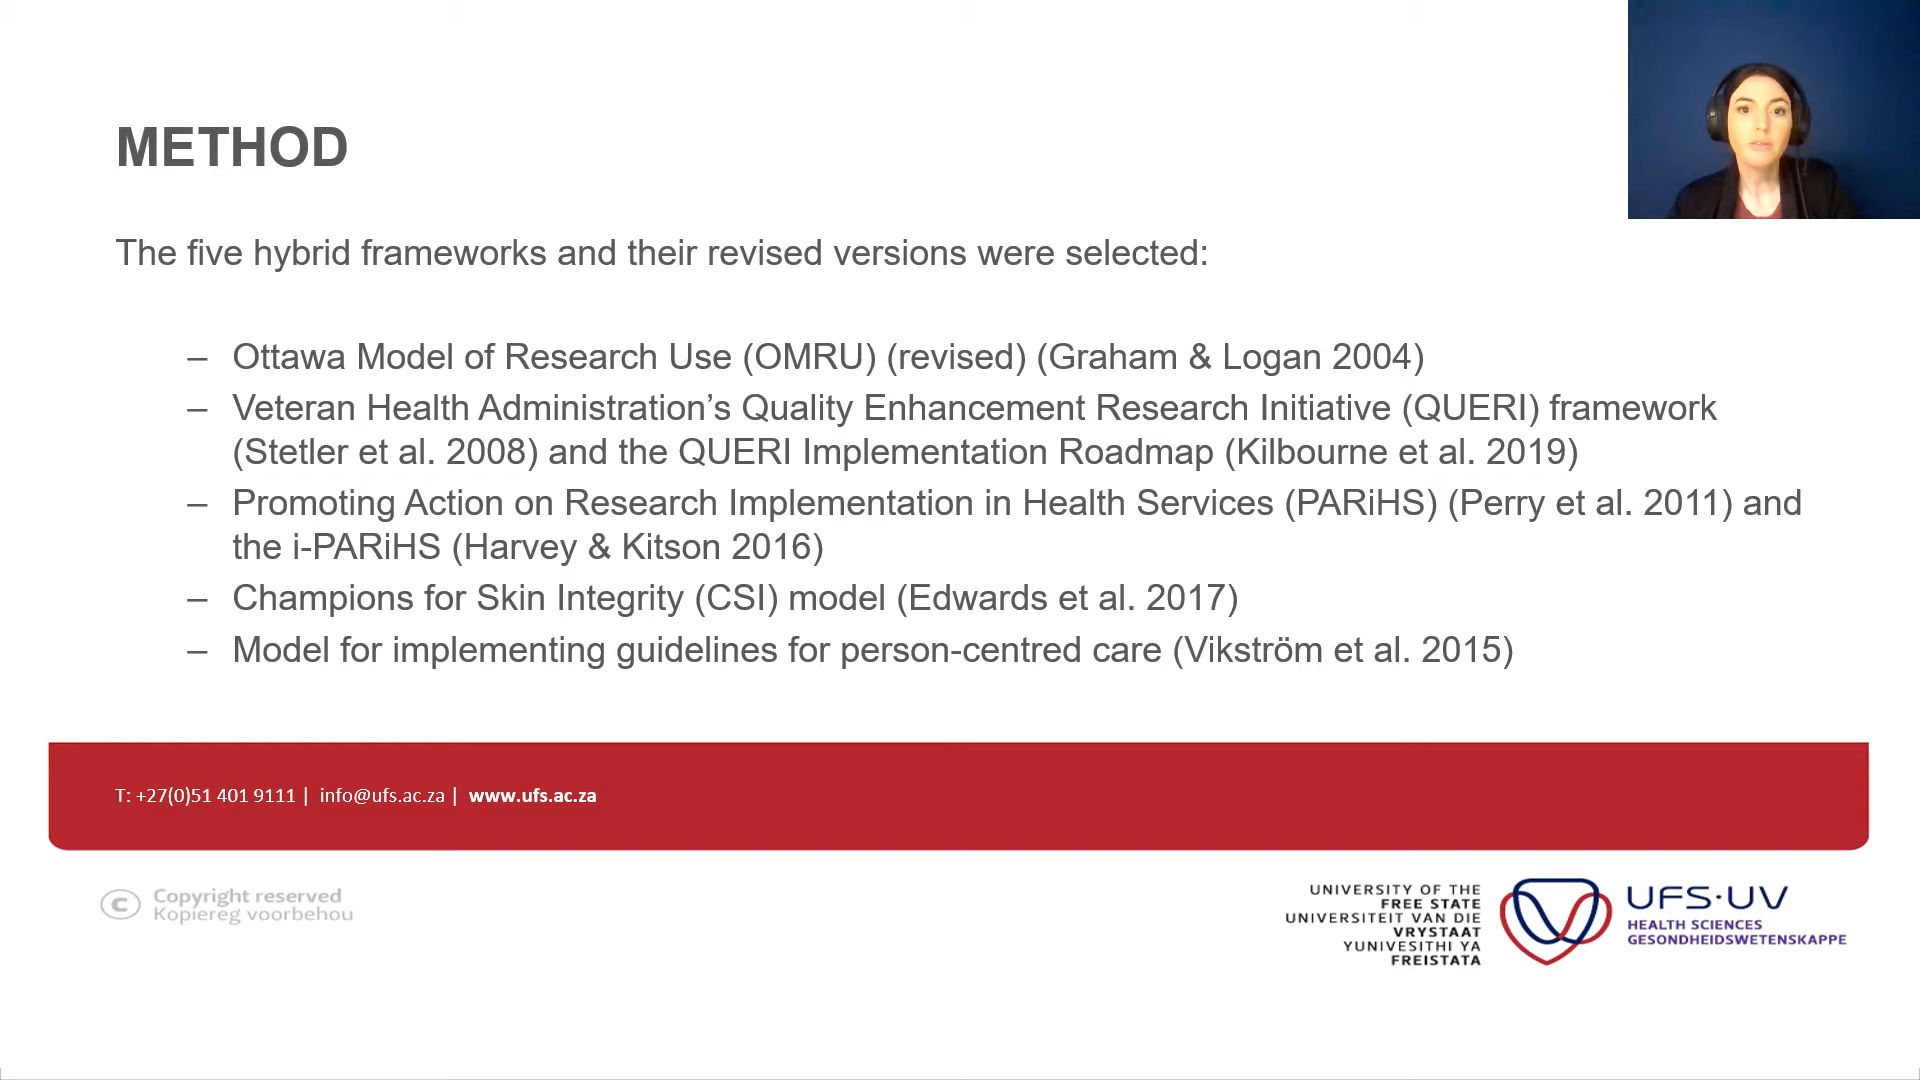 METHOD
The five hybrid frameworks and their revised versions were selected:
– Ottawa Model of Research Use (OMRU) (revised) (Graham & Logan 2004)
– Veteran Health Administration’s Quality Enhancement Research Initiative (QUERI) framework
(Stetler et al. 2008) and the QUERI Implementation Roadmap (Kilbourne et al. 2019)
– Promoting Action on Research Implementation in Health Services (PARiHS) (Perry et al. 2011) and
the i-PARiHS (Harvey & Kitson 2016)
– Champions for Skin Integrity (CSI) model (Edwards et al. 2017)
– Model for implementing guidelines for person-centred care (Vikström et al. 2015)
T: +27(0)51 401 9111 | info@ufs.ac.za | www.ufs.ac.za
© Copyright reserved
Kopiereg voorbehou
UNIVERSITY OF THE
FREE STATE
UNIVERSITEIT VAN DIE
VRYSTAAT
YUNIVESITHI YA
FREISTATA
UFS·UV
HEALTH SCIENCES
GESONDHEIDSWETENSKAPPE